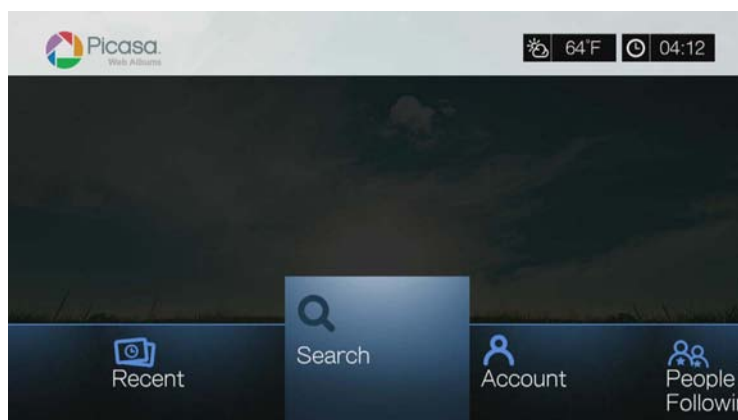 Picasa.
Web Albums
64°F
04:12
Recent
Search
Account
People
Followi